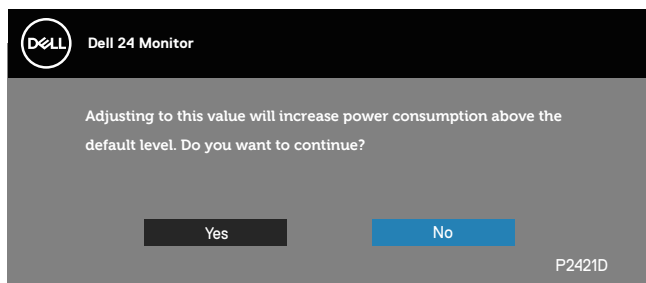 DELL
Dell 24 Monitor
Adjusting to this value will increase power consumption above the
default level. Do you want to continue?
Yes
No
P2421D